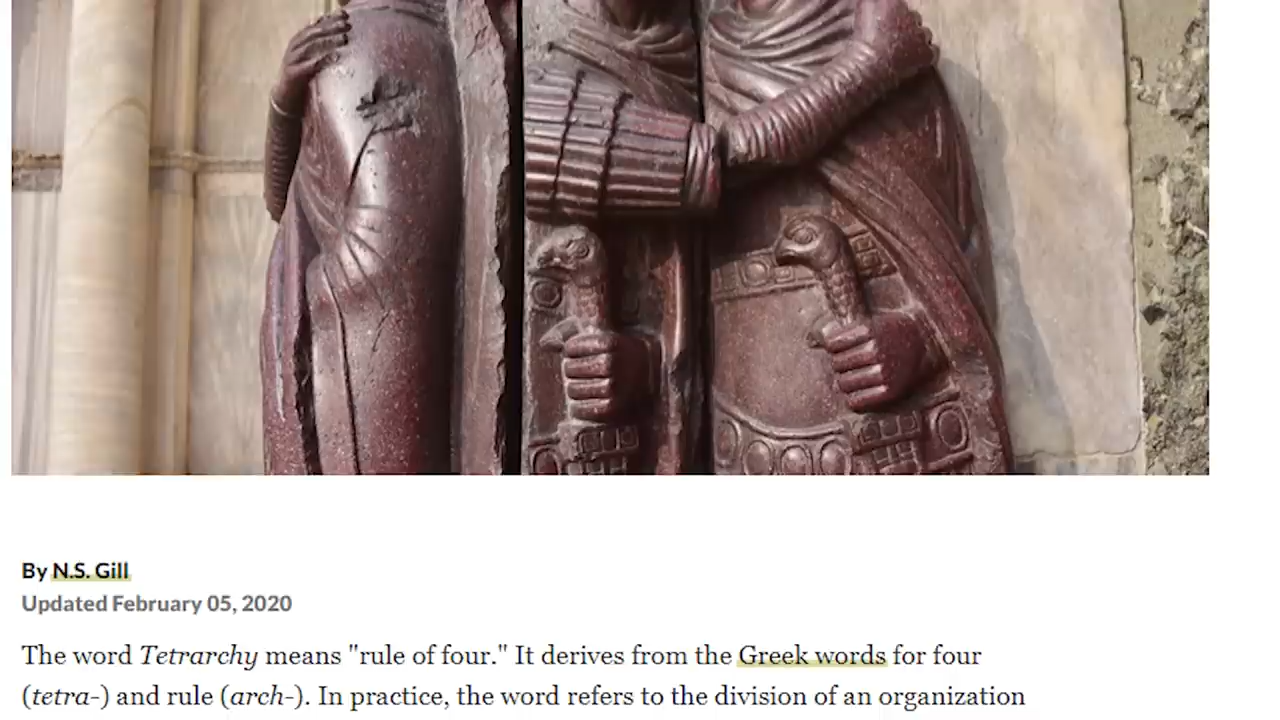 By N.S. Gill
Updated February 05, 2020
The word Tetrarchy means "rule of four." It derives from the Greek words for four
(tetra-) and rule (arch-). In practice, the word refers to the division of an organization